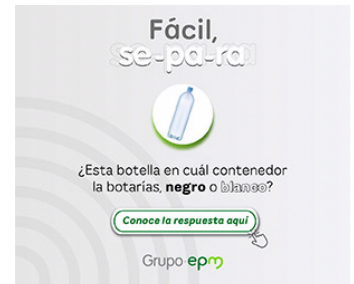 Fácil,
se-pa-ra
¿Esta botella en cuál contenedor
la botarías, negro o blanco?
Conoce la respuesta aquí
Grupo·epm